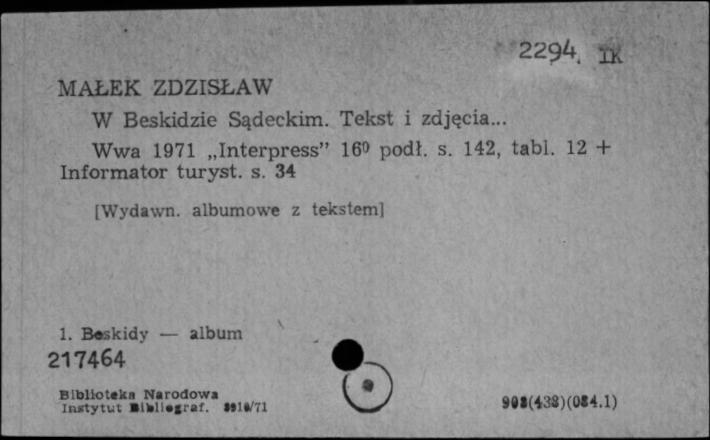 2294, IK
MAŁEK ZDZISŁAW
W Beskidzie Sądeckim. Tekst i zdjęcia...
Wwa 1971 „Interpress” 16⁰ podł. s. 142, tabl. 12 +
Informator turyst. s. 34
[Wydawn. albumowe z tekstem]
1. Beskidy — album
217464
Biblioteka Narodowa
Instytut Bibliograf. /71
908(438)(084.1)